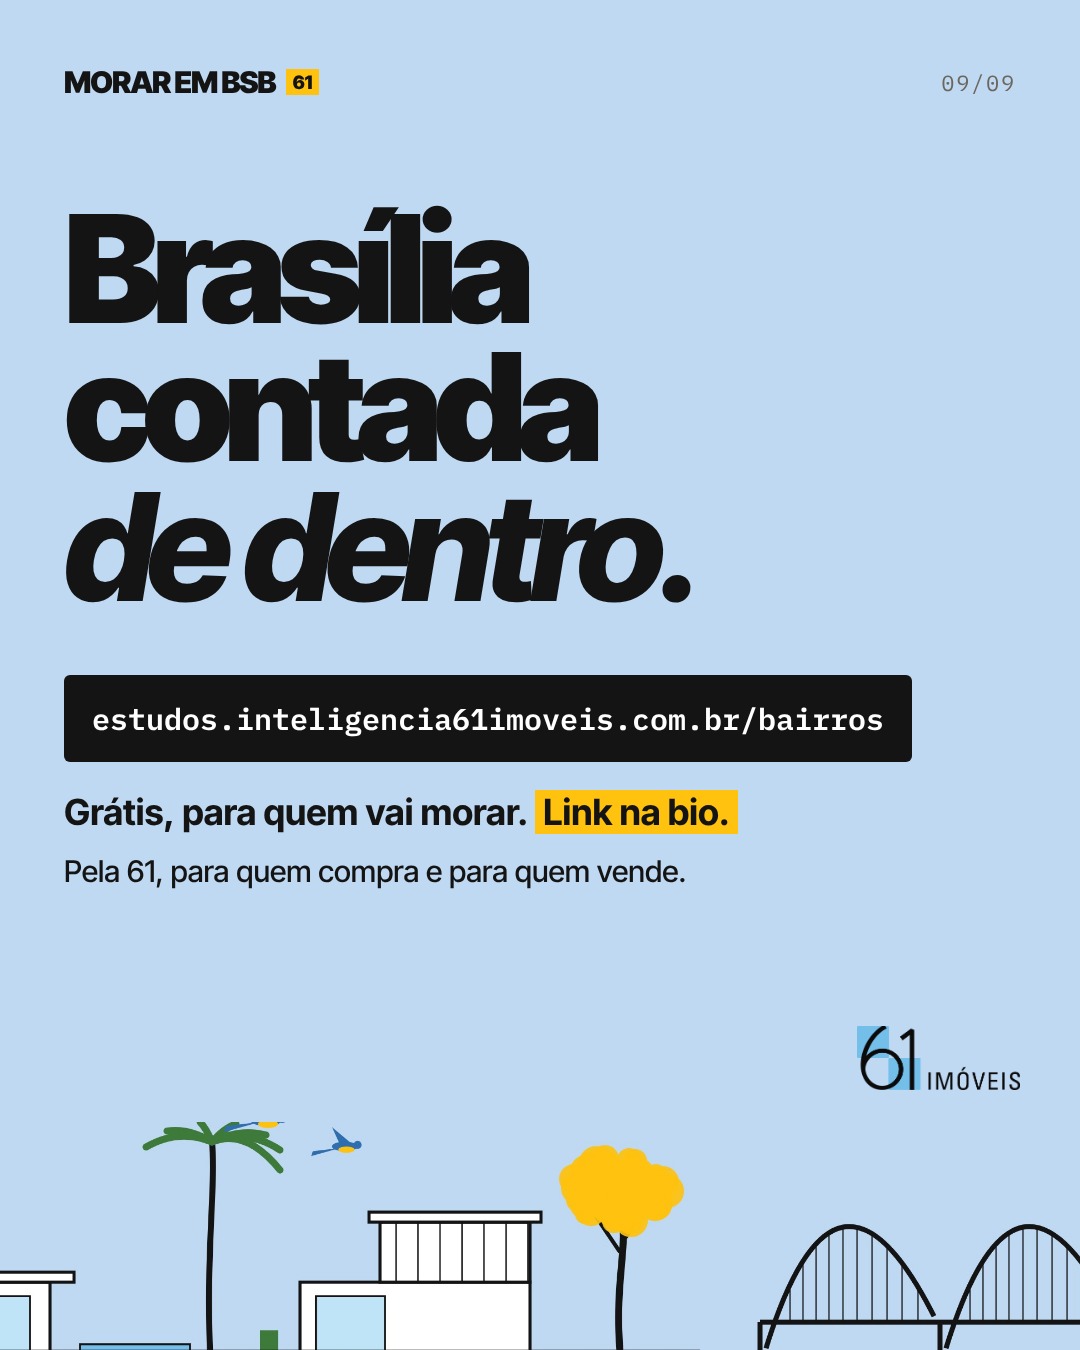 MORAR EM BSB 61
09/09
Brasília
contada
de dentro.
estudos.inteligencia61imoveis.com.br/bairros
Grátis, para quem vai morar. Link na bio.
Pela 61, para quem compra e para quem vende.
61 IMÓVEIS